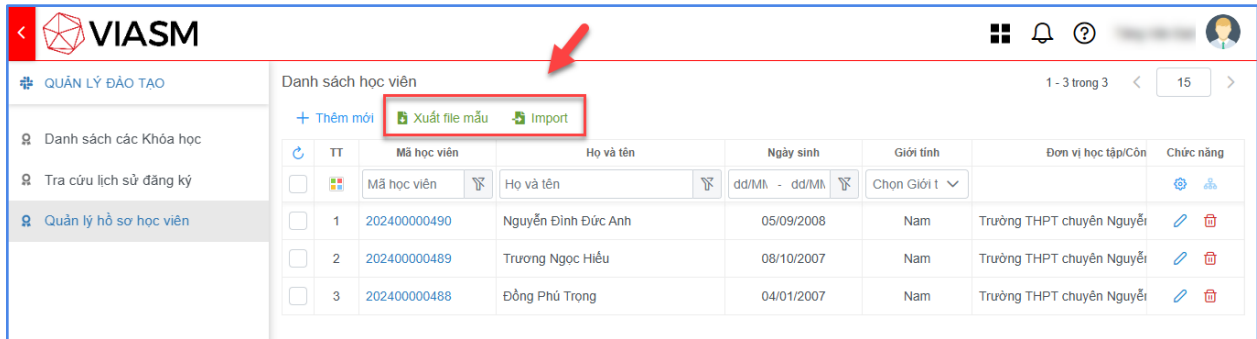 VIASM
QUẢN LÝ ĐÀO TẠO
Danh sách các Khóa học
Tra cứu lịch sử đăng ký
Quản lý hồ sơ học viên
Danh sách học viên
1 - 3 trong 3
15
Thêm mới Xuất file mẫu Import
TT Mã học viên Họ và tên Ngày sinh Giới tính Đơn vị học tập/Côn Chức năng
Mã học viên Họ và tên dd/MM - dd/MM Chọn Giới t
1 202400000490 Nguyễn Đình Đức Anh 05/09/2008 Nam Trường THPT chuyên Nguyễn
2 202400000489 Trương Ngọc Hiếu 08/10/2007 Nam Trường THPT chuyên Nguyễn
3 202400000488 Đồng Phú Trọng 04/01/2007 Nam Trường THPT chuyên Nguyễn